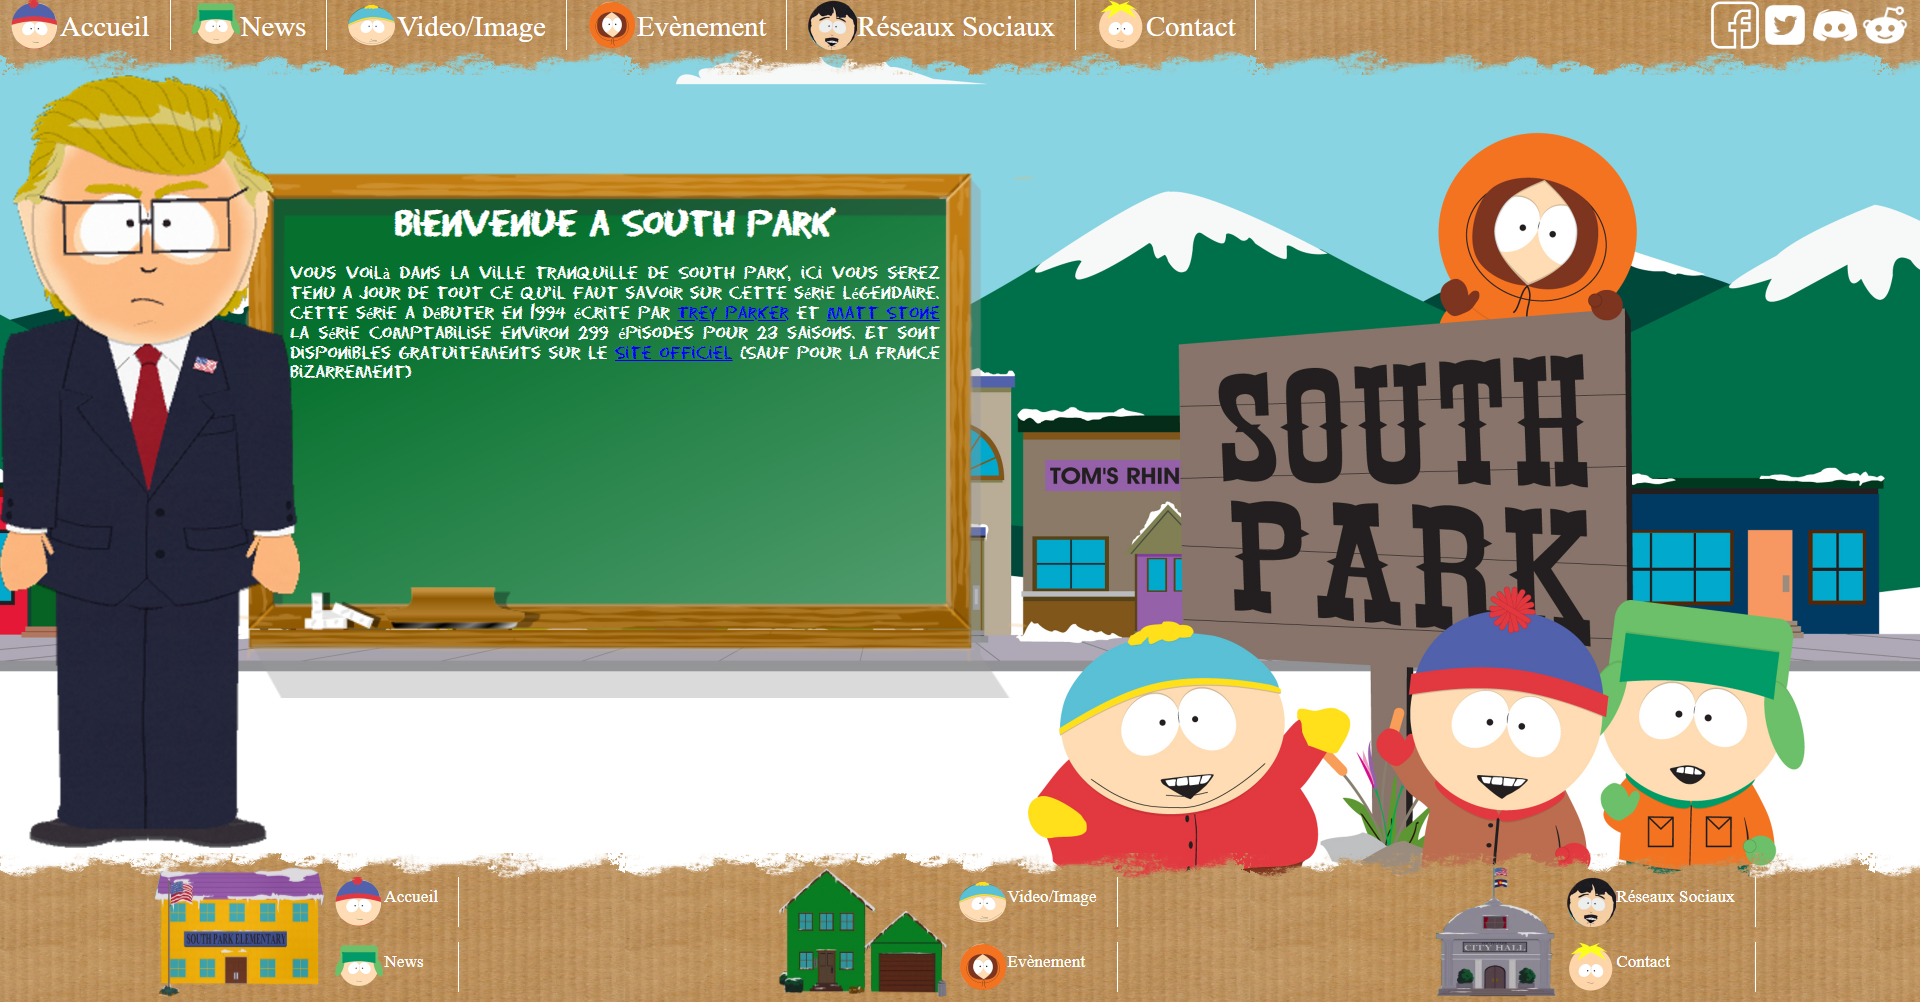 Accueil
News
Video/Image
Evènement
Réseaux Sociaux
Contact
BIENVENUE A SOUTH PARK
VOUS VOILà DANS LA VILLE TRANQUILLE DE SOUTH PARK, ICI VOUS SEREZ
TENU A JOUR DE TOUT CE QU'IL FAUT SAVOIR SUR CETTE SéRIE LéGENDAIRE.
CETTE SéRIE A DéBUTER EN 1994 éCRITE PAR TREY PARKER ET MATT STONE
LA SéRIE COMPTABILISE ENVIRON 299 éPISODES POUR 23 SAISONS. ET SONT
DISPONIBLES GRATUITEMENTS SUR LE SITE OFFICIEL (SAUF POUR LA FRANCE
BIZARREMENT)
TOM'S RHIN
SOUTH
PARK
SOUTH PARK ELEMENTARY
Accueil
News
Video/Image
Evènement
CITY HALL
Réseaux Sociaux
Contact